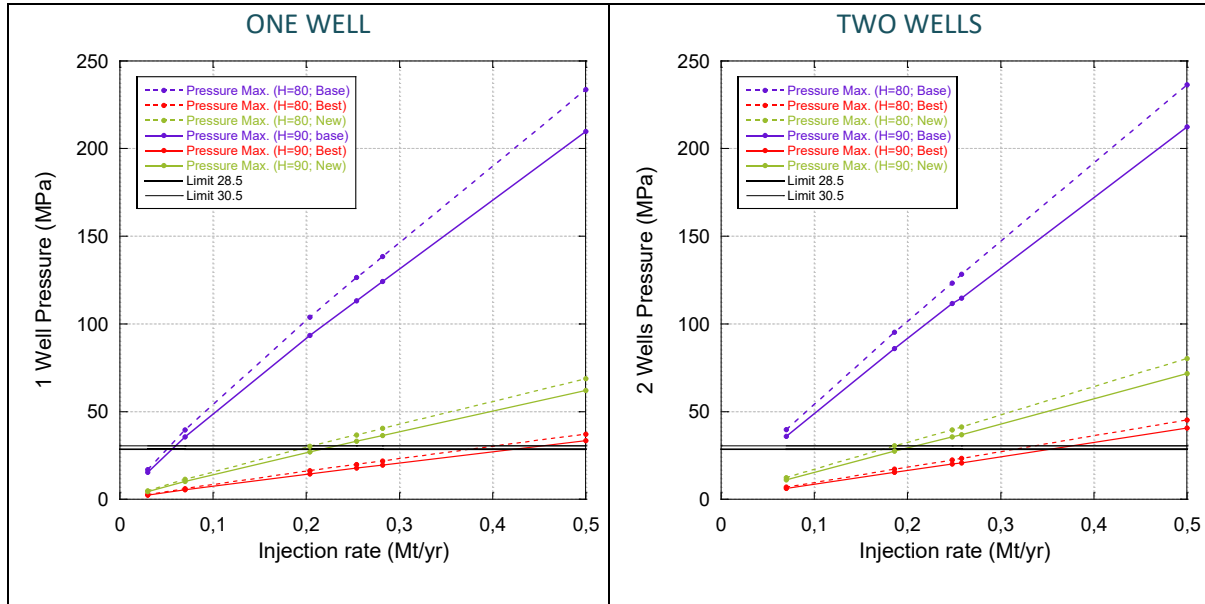 ONE WELL
250
200
150
100
50
0
1 Well Pressure (MPa)
Pressure Max. (H=80; Base)
Pressure Max. (H=80; Best)
Pressure Max. (H=80; New)
Pressure Max. (H=90; base)
Pressure Max. (H=90; Best)
Pressure Max. (H=90; New)
Limit 28.5
Limit 30.5
0 0,1 0,2 0,3 0,4 0,5
Injection rate (Mt/yr)
TWO WELLS
250
200
150
100
50
0
2 Wells Pressure (MPa)
Pressure Max. (H=80; Base)
Pressure Max. (H=80; Best)
Pressure Max. (H=80; New)
Pressure Max. (H=90; Base)
Pressure Max. (H=90; Best)
Pressure Max. (H=90; New)
Limit 28.5
Limit 30.5
0 0,1 0,2 0,3 0,4 0,5
Injection rate (Mt/yr)